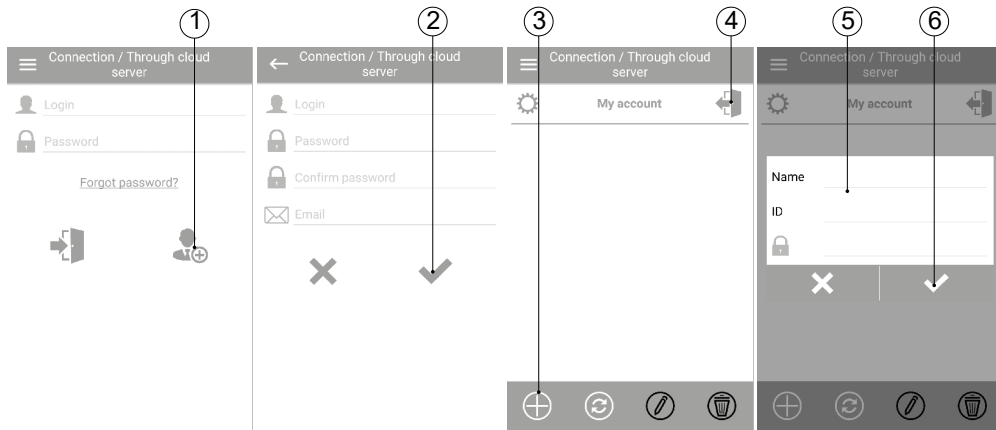 1
2
3
4
5
6
Connection / Through cloud
server
Login
Password
Forgot password?
Connection / Through cloud
server
Login
Password
Confirm password
Email
Connection / Through cloud
server
My account
Connection / Through cloud
server
My account
Name
ID